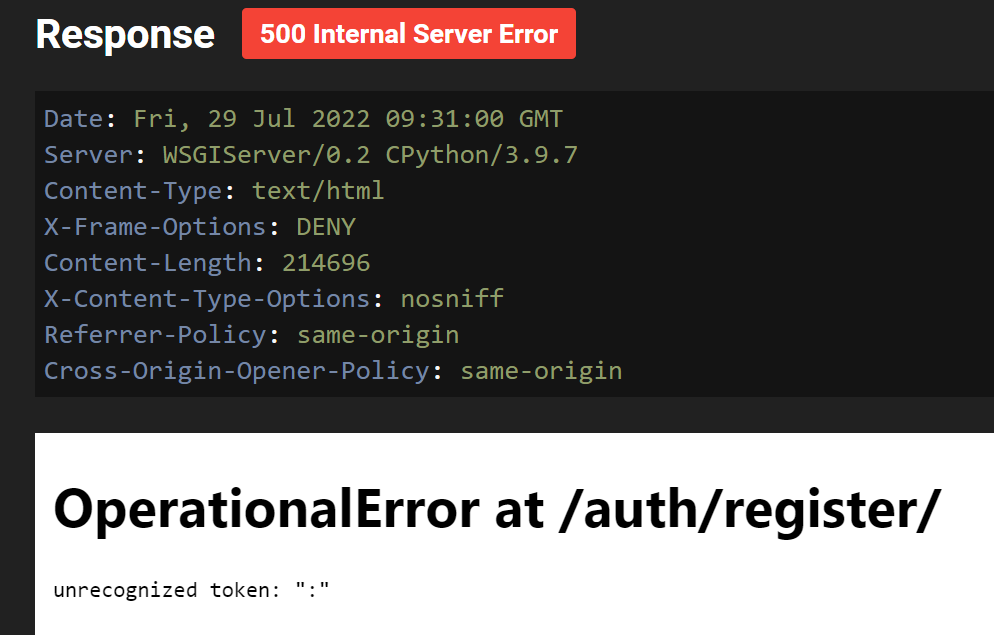 Response
500 Internal Server Error
Date: Fri, 29 Jul 2022 09:31:00 GMT
Server: WSGIServer/0.2 CPython/3.9.7
Content-Type: text/html
X-Frame-Options: DENY
Content-Length: 214696
X-Content-Type-Options: nosniff
Referrer-Policy: same-origin
Cross-Origin-Opener-Policy: same-origin
OperationalError at /auth/register/
unrecognized token: ":"